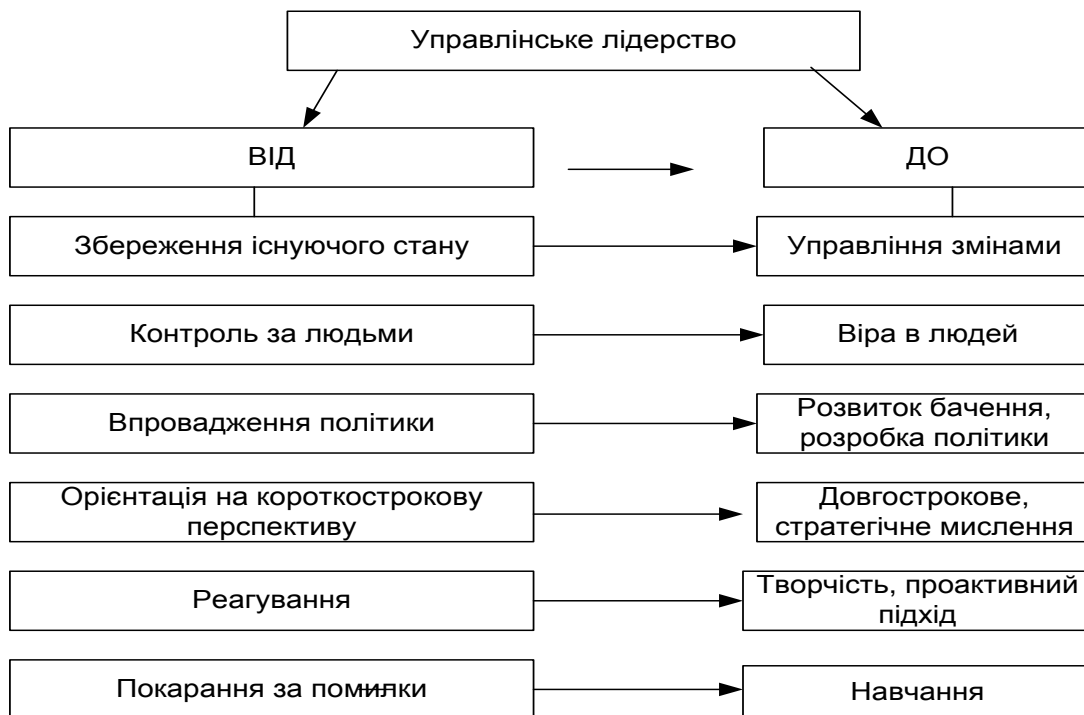 Управлінське лідерство
ВІД
ДО
Збереження існуючого стану
Управління змінами
Контроль за людьми
Віра в людей
Впровадження політики
Розвиток бачення,
розробка політики
Орієнтація на короткострокову
перспективу
Довгострокове,
стратегічне мислення
Реагування
Творчість, проактивний
підхід
Покарання за помилки
Навчання